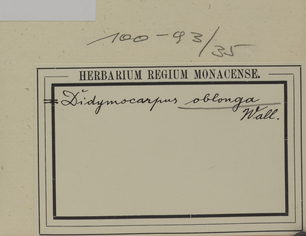 100-93/35
HERBARIUM REGIUM MONACENSE.
= Didymocarpus oblonga
Wall.